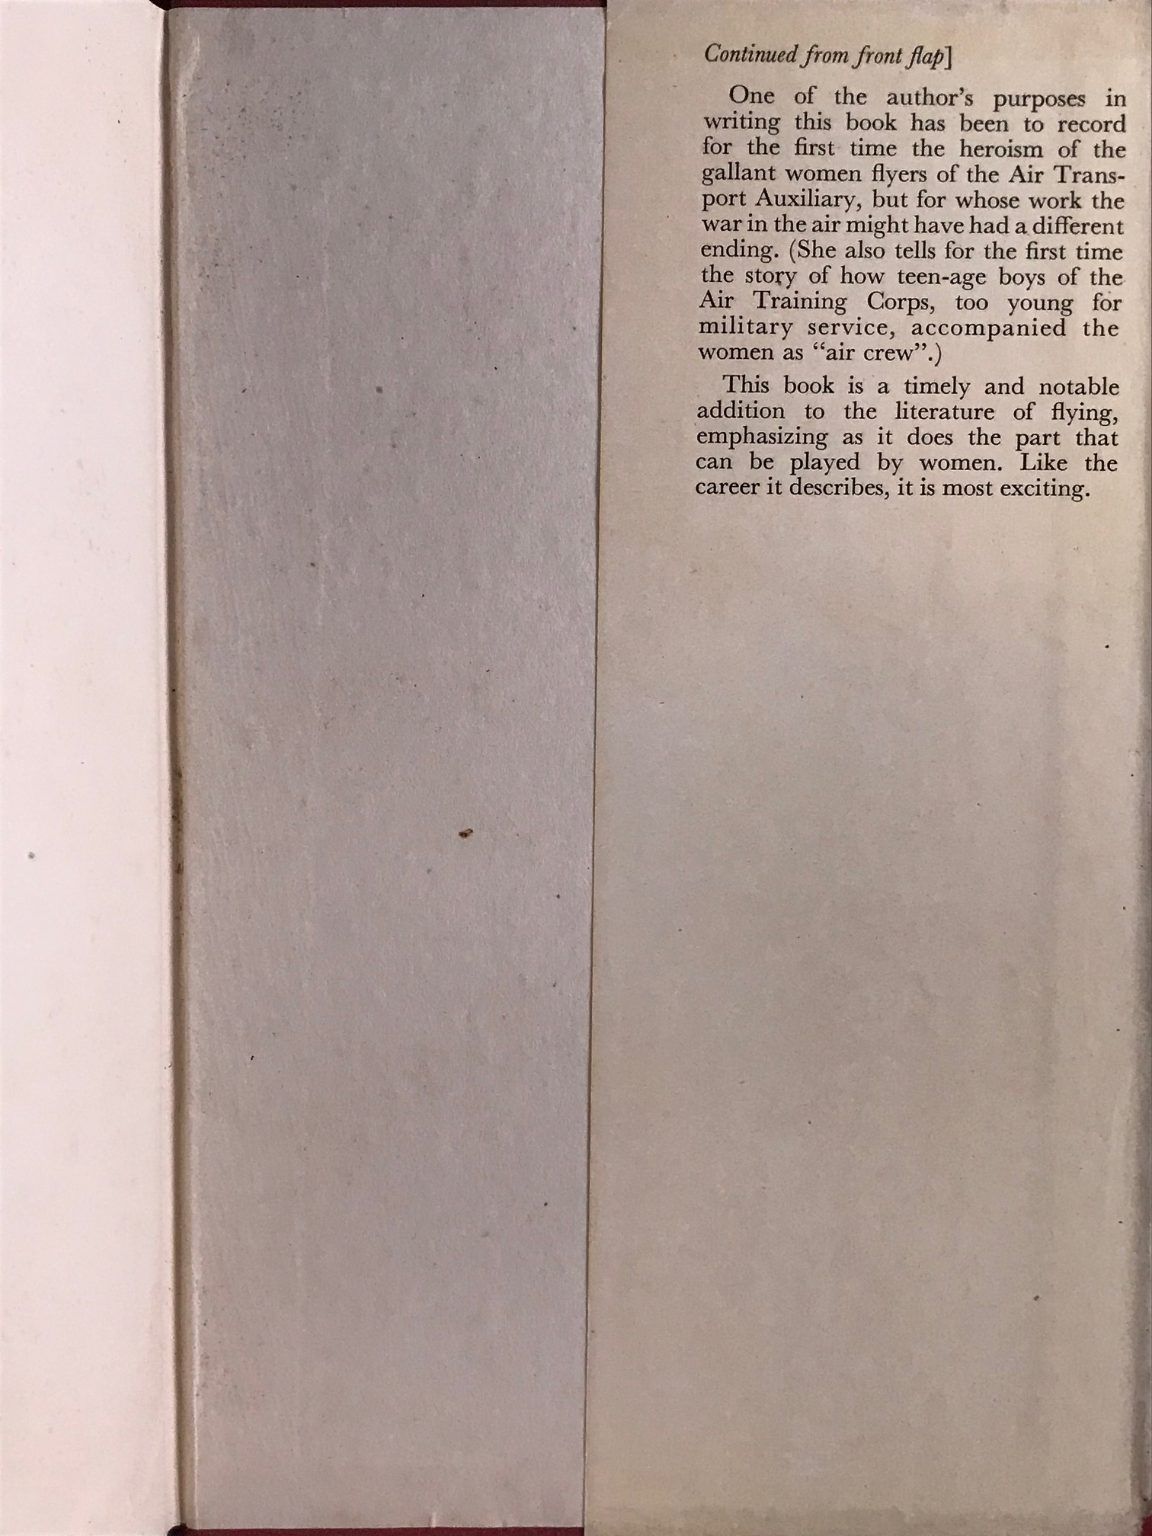 Continued from front flap]
One of the author's purposes in
writing this book has been to record
for the first time the heroism of the
gallant women flyers of the Air Trans-
port Auxiliary, but for whose work the
war in the air might have had a different
ending. (She also tells for the first time
the story of how teen-age boys of the
Air Training Corps, too young for
military service, accompanied the
women as “air crew”.)
This book is a timely and notable
addition to the literature of flying,
emphasizing as it does the part that
can be played by women. Like the
career it describes, it is most exciting.